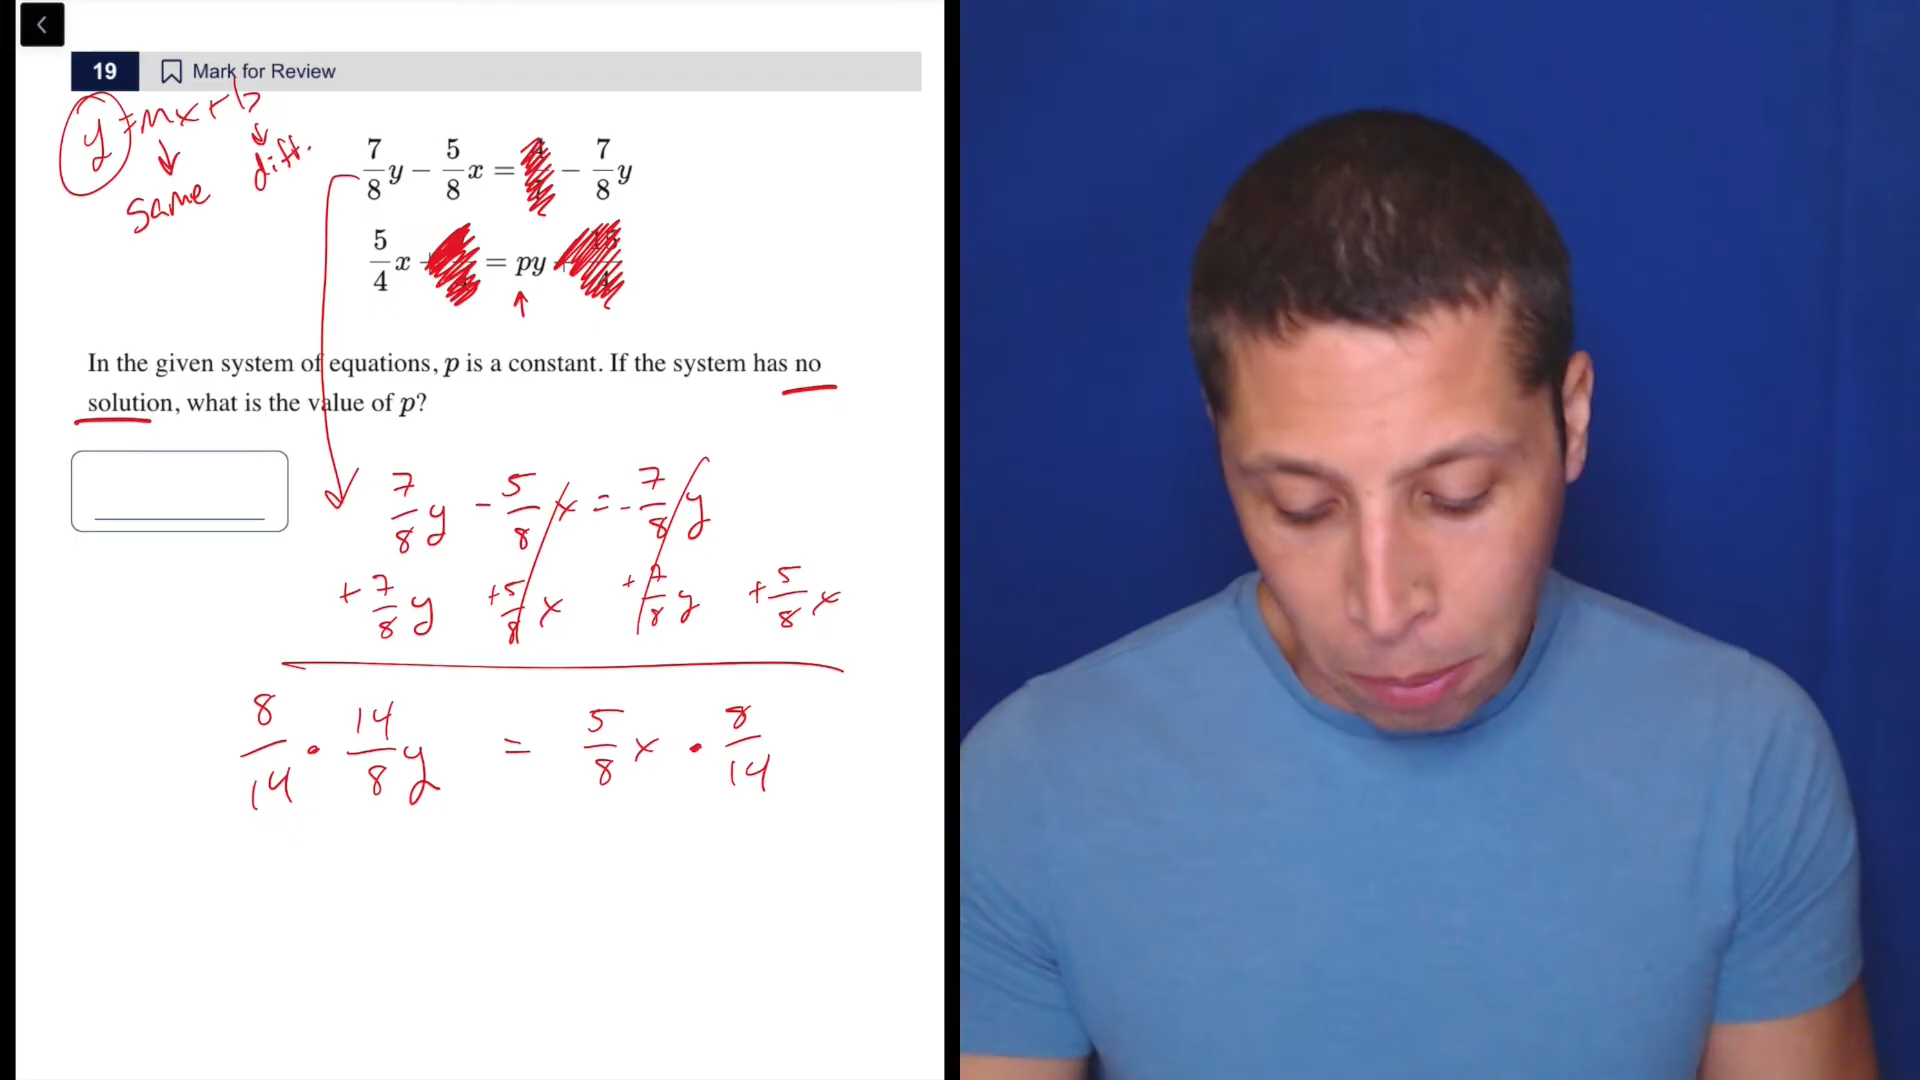 19 Mark for Review
y = mx + b
same diff.
7/8 y − 5/8 x = − 7/8 y
5/4 x = py
In the given system of equations, p is a constant. If the system has no
solution, what is the value of p?
7/8 y − 5/8 x = − 7/8 y
+ 7/8 y + 5/8 x + 7/8 y + 5/8 x
8/14 • 14/8 y = 5/8 x • 8/14